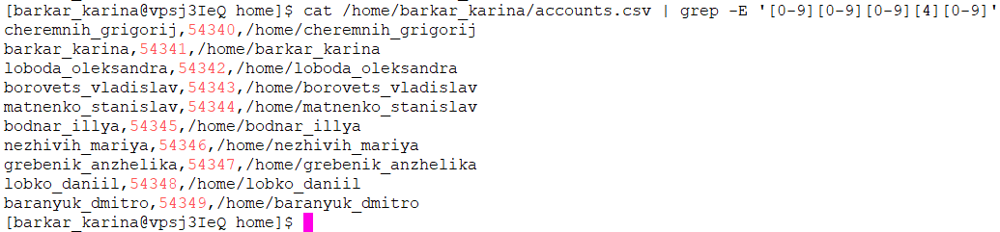 [barkar_karina@vpsj3IeQ home]$ cat /home/barkar_karina/accounts.csv | grep -E '[0-9][0-9][0-9][4][0-9]'
cheremnih_grigorij,54340,/home/cheremnih_grigorij
barkar_karina,54341,/home/barkar_karina
loboda_oleksandra,54342,/home/loboda_oleksandra
borovets_vladislav,54343,/home/borovets_vladislav
matnenko_stanislav,54344,/home/matnenko_stanislav
bodnar_illya,54345,/home/bodnar_illya
nezhivih_mariya,54346,/home/nezhivih_mariya
grebenik_anzhelika,54347,/home/grebenik_anzhelika
lobko_daniil,54348,/home/lobko_daniil
baranyuk_dmitro,54349,/home/baranyuk_dmitro
[barkar_karina@vpsj3IeQ home]$